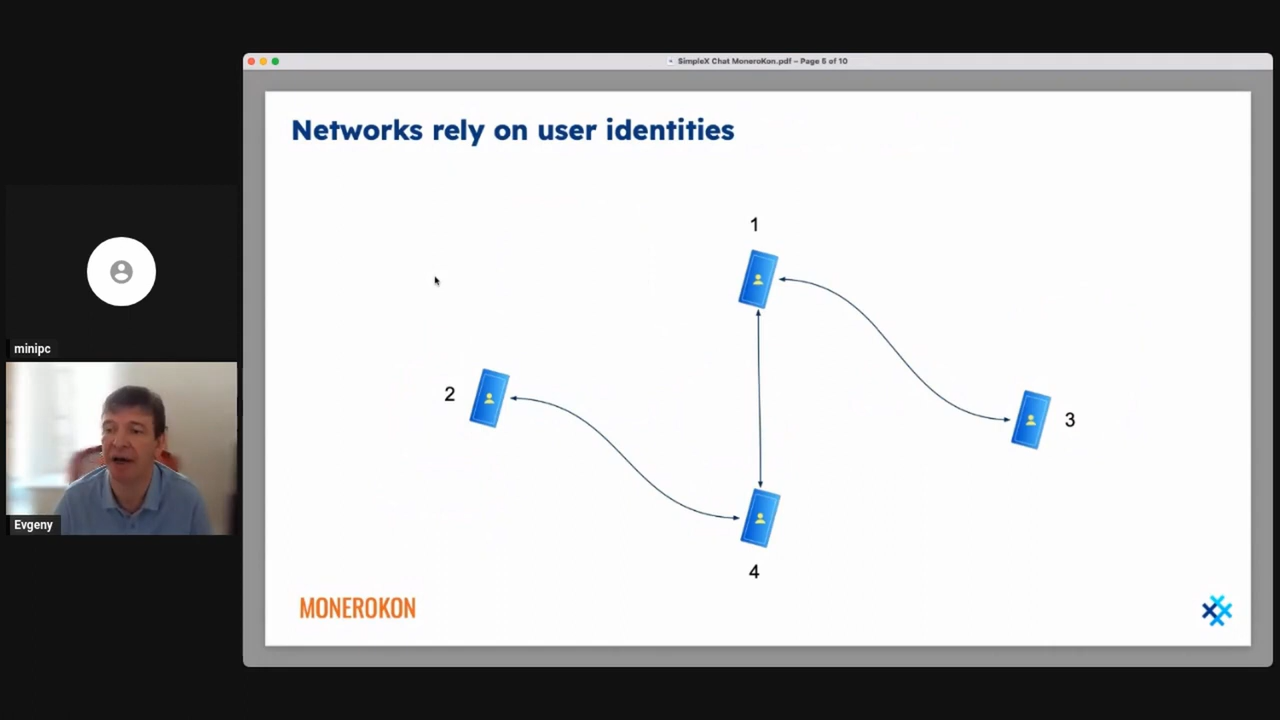 SimpleX Chat MoneroKon.pdf – Page 5 of 10
Networks rely on user identities
1
2
3
4
MONEROKON
minipc
Evgeny